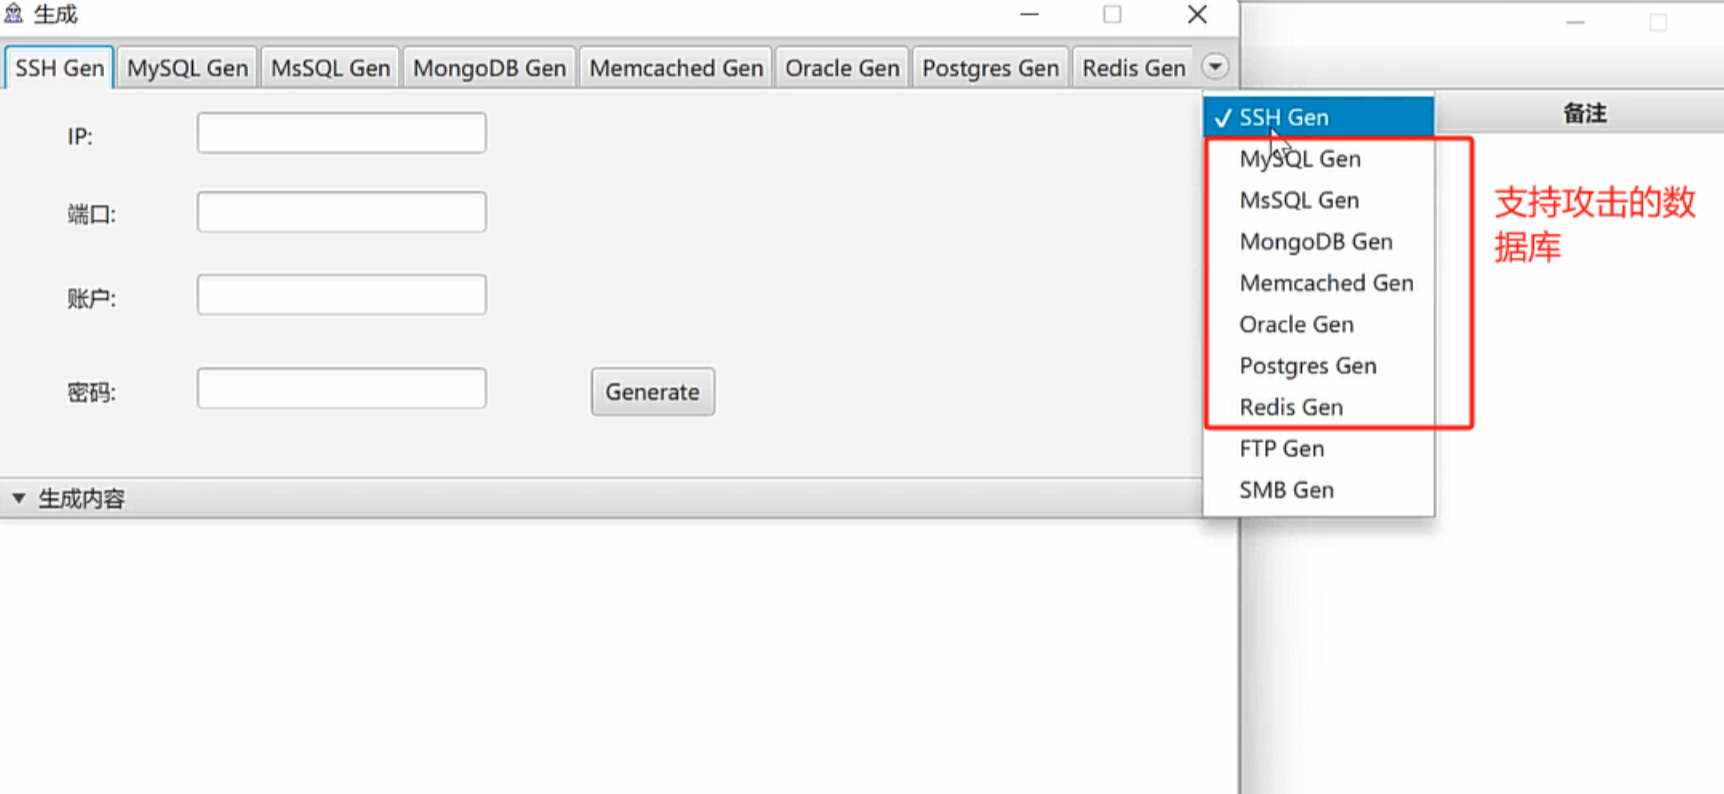 生成
SSH Gen MySQL Gen MsSQL Gen MongoDB Gen Memcached Gen Oracle Gen Postgres Gen Redis Gen
IP:
端口:
账户:
密码:
Generate
生成内容
SSH Gen
MySQL Gen
MsSQL Gen
MongoDB Gen
Memcached Gen
Oracle Gen
Postgres Gen
Redis Gen
FTP Gen
SMB Gen
备注
支持攻击的数
据库